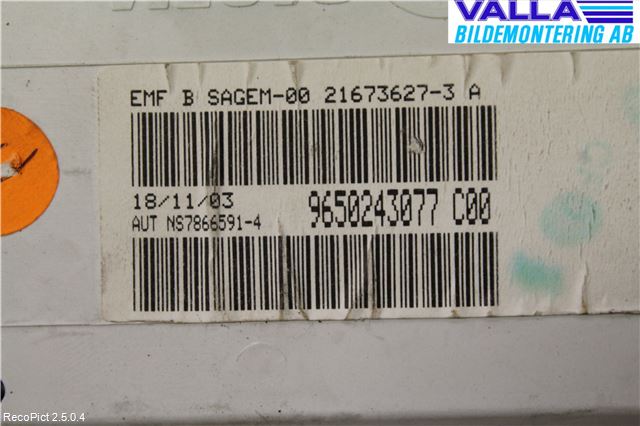 VALLA
BILDEMONTERING AB
EMF B SAGEM-00 21673627-3 A
18/11/03
9650243077 C00
AUT NS7866591-4
RecoPict 2.5.0.4